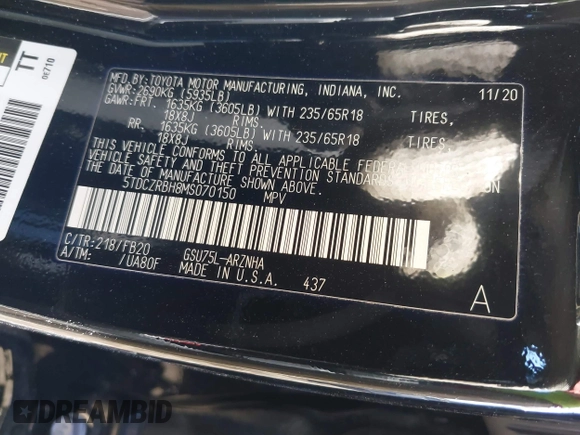 TT
0E710
MFD.BY:TOYOTA MOTOR MANUFACTURING, INDIANA, INC. 11/20
GVWR:2690KG (5935LB)
GAWR:FRT. 1635KG (3605LB) WITH 235/65R18 TIRES,
18X8J RIMS
RR. 1635KG (3605LB) WITH 235/65R18 TIRES,
18X8J RIMS
THIS VEHICLE CONFORMS TO ALL APPLICABLE
VEHICLE SAFETY AND THEFT PREVENTION STANDARDS
THE DATE OF MANUFACTURE SHOWN ABOVE.
5TDCZRBH8MS070150 MPV
C/TR:218/FB20 GSU75L-ARZNHA
A/TM: /UA80F MADE IN U.S.A. 437
A
DREAMBID